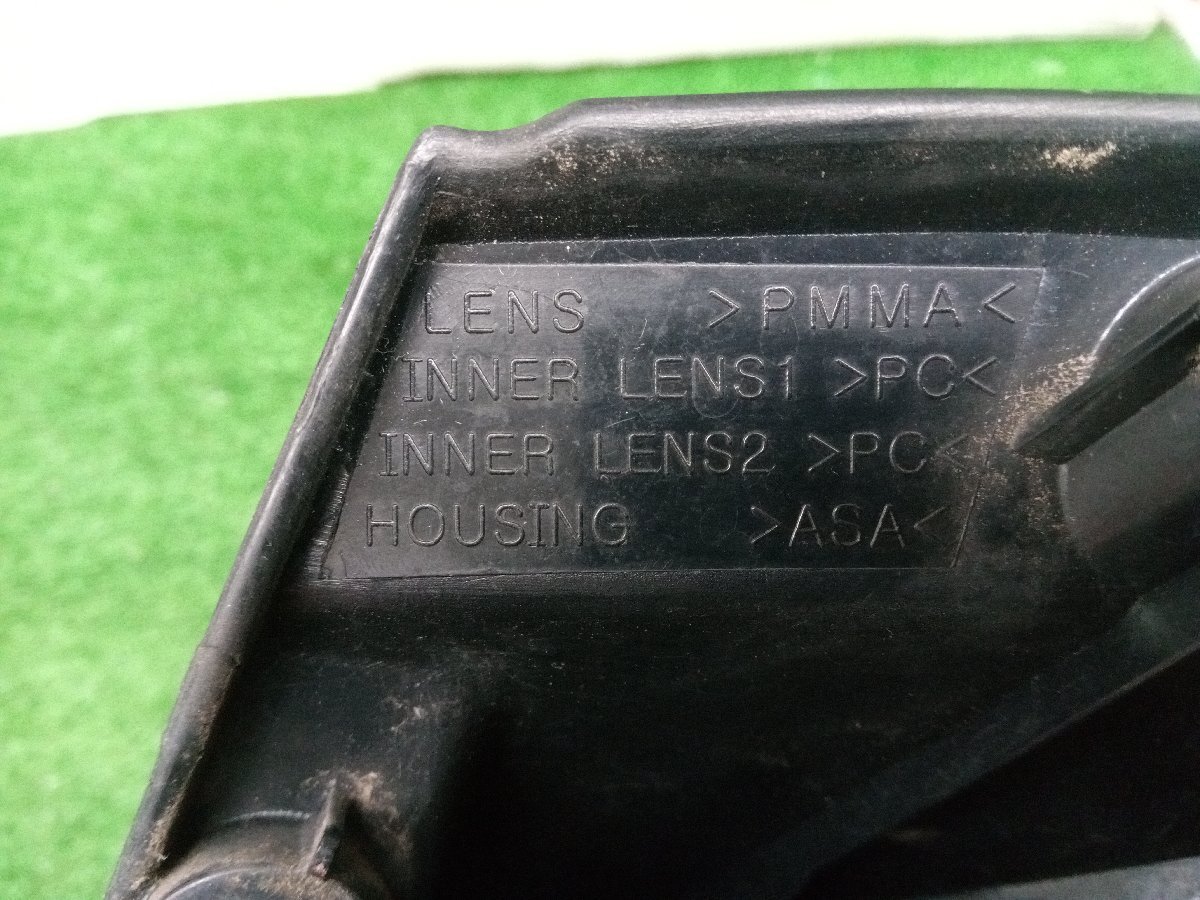 LENS >PMMA<
INNER LENS1 >PC<
INNER LENS2 >PC<
HOUSING >ASA<